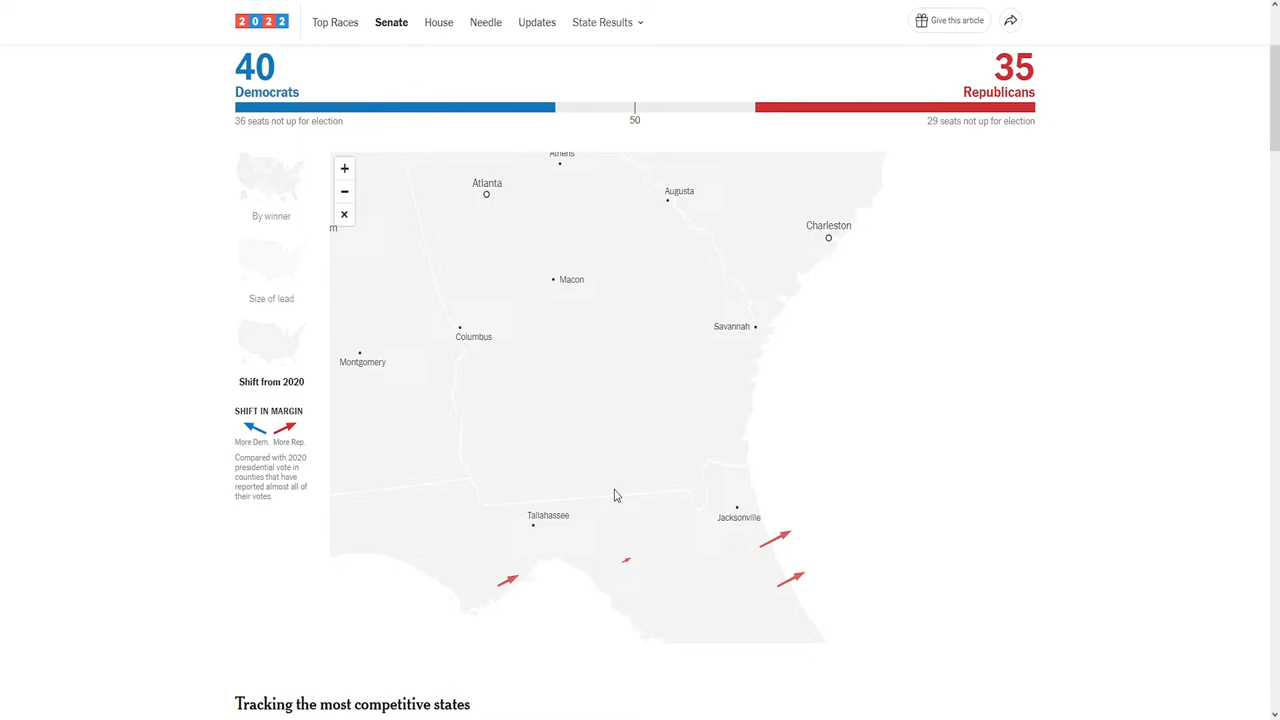 2022
Top Races
Senate
House
Needle
Updates
State Results
Give this article
40
Democrats
35
Republicans
36 seats not up for election
50
29 seats not up for election
By winner
Size of lead
Shift from 2020
SHIFT IN MARGIN
More Dem. More Rep.
Compared with 2020
presidential vote in
counties that have
reported almost all of
their votes.
+
−
×
m
Athens
Atlanta
Augusta
Charleston
Macon
Columbus
Savannah
Montgomery
Tallahassee
Jacksonville
Tracking the most competitive states